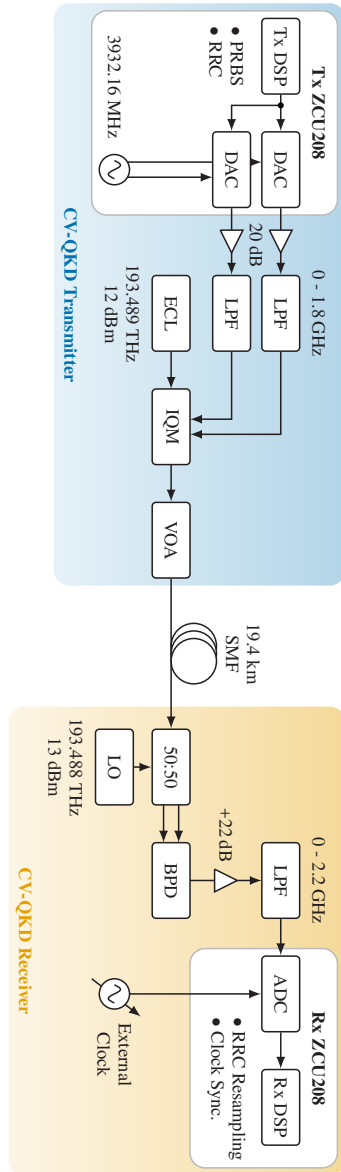 Tx ZCU208
Tx DSP
PRBS
RRC
DAC
DAC
3932.16 MHz
20 dB
0 - 1.8 GHz
LPF
LPF
ECL
193.489 THz
12 dBm
IQM
VOA
CV-QKD Transmitter
19.4 km
SMF
50:50
LO
193.488 THz
13 dBm
BPD
+22 dB
0 - 2.2 GHz
LPF
Rx ZCU208
ADC
Rx DSP
RRC Resampling
Clock Sync.
External
Clock
CV-QKD Receiver